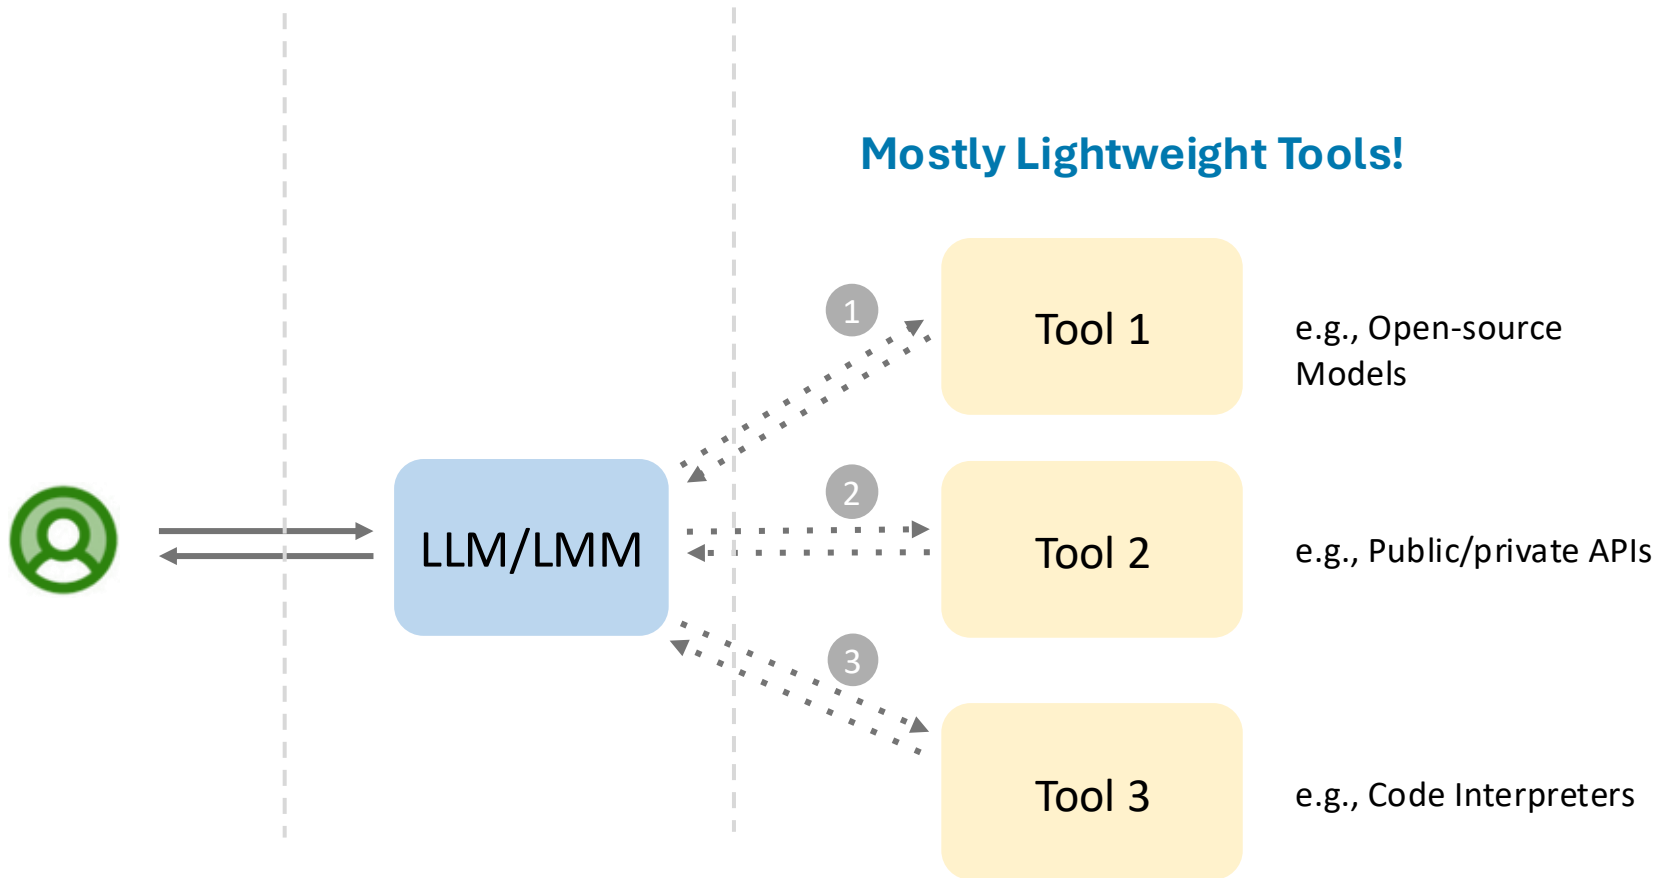 Mostly Lightweight Tools!
1
Tool 1
e.g., Open-source
Models
2
LLM/LMM
Tool 2
e.g., Public/private APIs
3
Tool 3
e.g., Code Interpreters